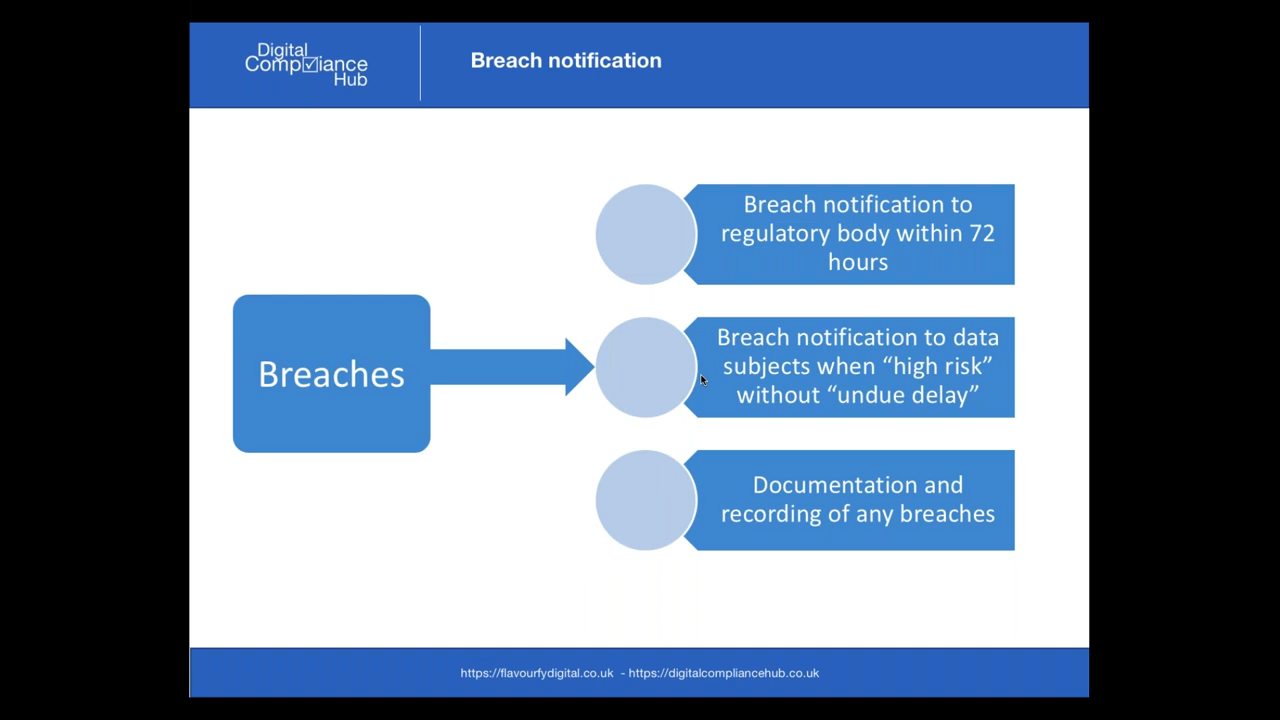 Digital
Compliance
Hub
Breach notification
Breach notification to
regulatory body within 72
hours
Breaches
Breach notification to data
subjects when “high risk”
without “undue delay”
Documentation and
recording of any breaches
https://flavourfydigital.co.uk - https://digitalcompliancehub.co.uk